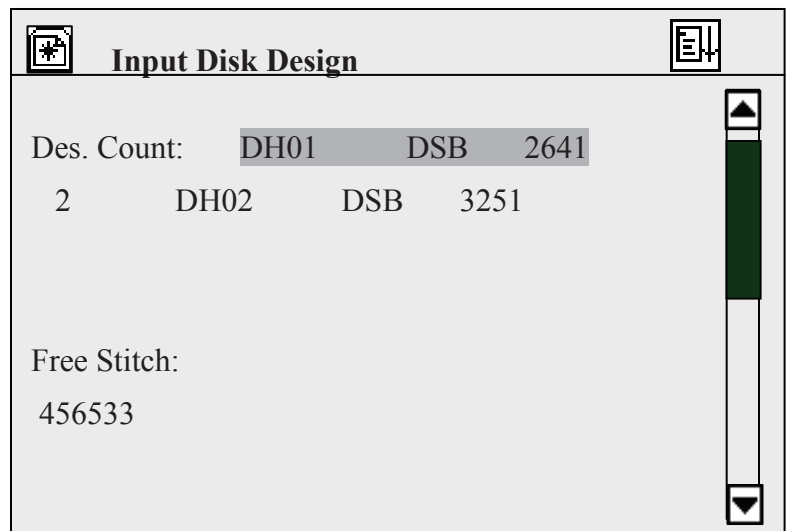 Input Disk Design
Des. Count: DH01 DSB 2641
2 DH02 DSB 3251
Free Stitch:
456533